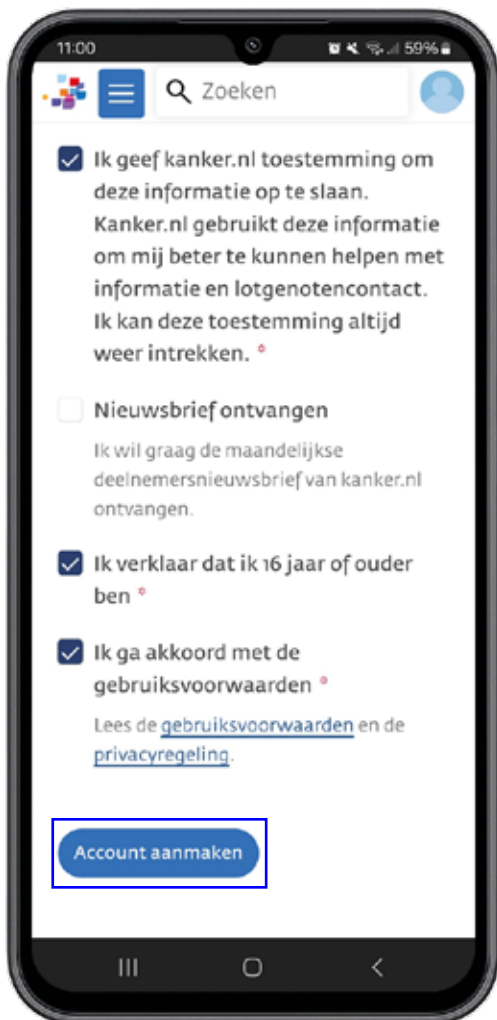 11:00
59%
Zoeken
Ik geef kanker.nl toestemming om
deze informatie op te slaan.
Kanker.nl gebruikt deze informatie
om mij beter te kunnen helpen met
informatie en lotgenotencontact.
Ik kan deze toestemming altijd
weer intrekken. *
Nieuwsbrief ontvangen
Ik wil graag de maandelijkse
deelnemersnieuwsbrief van kanker.nl
ontvangen.
Ik verklaar dat ik 16 jaar of ouder
ben *
Ik ga akkoord met de
gebruiksvoorwaarden *
Lees de gebruiksvoorwaarden en de
privacyregeling.
Account aanmaken